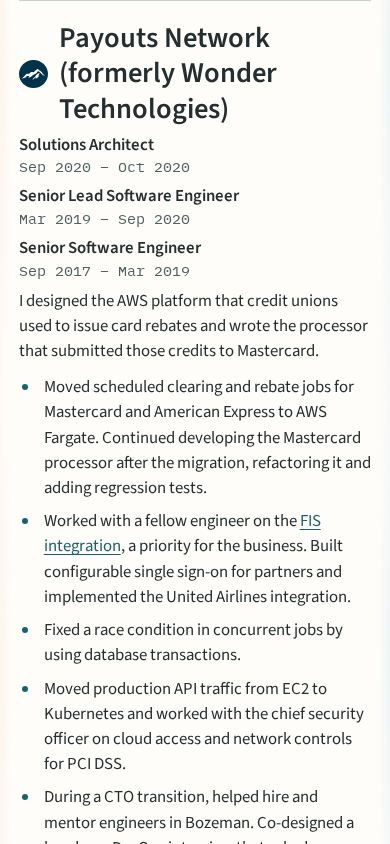 Payouts Network
(formerly Wonder
Technologies)
Solutions Architect
Sep 2020 – Oct 2020
Senior Lead Software Engineer
Mar 2019 – Sep 2020
Senior Software Engineer
Sep 2017 – Mar 2019
I designed the AWS platform that credit unions
used to issue card rebates and wrote the processor
that submitted those credits to Mastercard.
• Moved scheduled clearing and rebate jobs for
Mastercard and American Express to AWS
Fargate. Continued developing the Mastercard
processor after the migration, refactoring it and
adding regression tests.
• Worked with a fellow engineer on the FIS
integration, a priority for the business. Built
configurable single sign-on for partners and
implemented the United Airlines integration.
• Fixed a race condition in concurrent jobs by
using database transactions.
• Moved production API traffic from EC2 to
Kubernetes and worked with the chief security
officer on cloud access and network controls
for PCI DSS.
• During a CTO transition, helped hire and
mentor engineers in Bozeman. Co-designed a